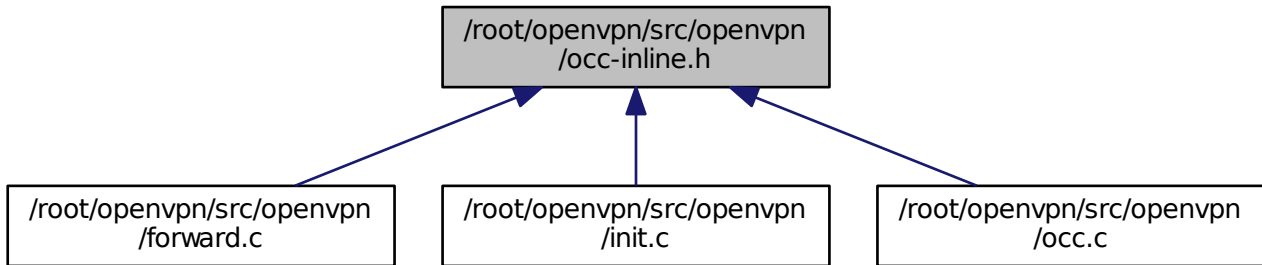 /root/openvpn/src/openvpn
/occ-inline.h
/root/openvpn/src/openvpn
/forward.c
/root/openvpn/src/openvpn
/init.c
/root/openvpn/src/openvpn
/occ.c